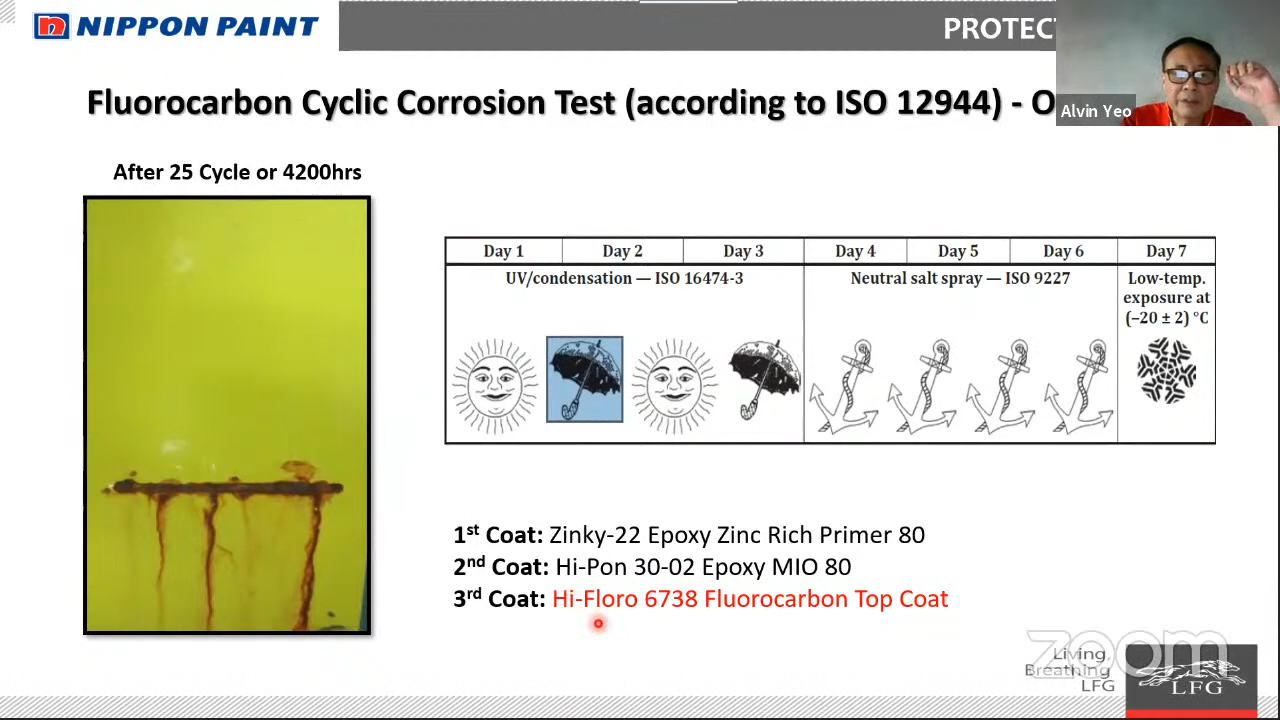 NIPPON PAINT
PROTEC
Alvin Yeo
Fluorocarbon Cyclic Corrosion Test (according to ISO 12944) - O
After 25 Cycle or 4200hrs
Day 1 Day 2 Day 3 Day 4 Day 5 Day 6 Day 7
UV/condensation — ISO 16474-3 Neutral salt spray — ISO 9227 Low-temp.
exposure at
(–20 ± 2) °C
1st Coat: Zinky-22 Epoxy Zinc Rich Primer 80
2nd Coat: Hi-Pon 30-02 Epoxy MIO 80
3rd Coat: Hi-Floro 6738 Fluorocarbon Top Coat
zoom
Living,
Breathing
LFG
LFG